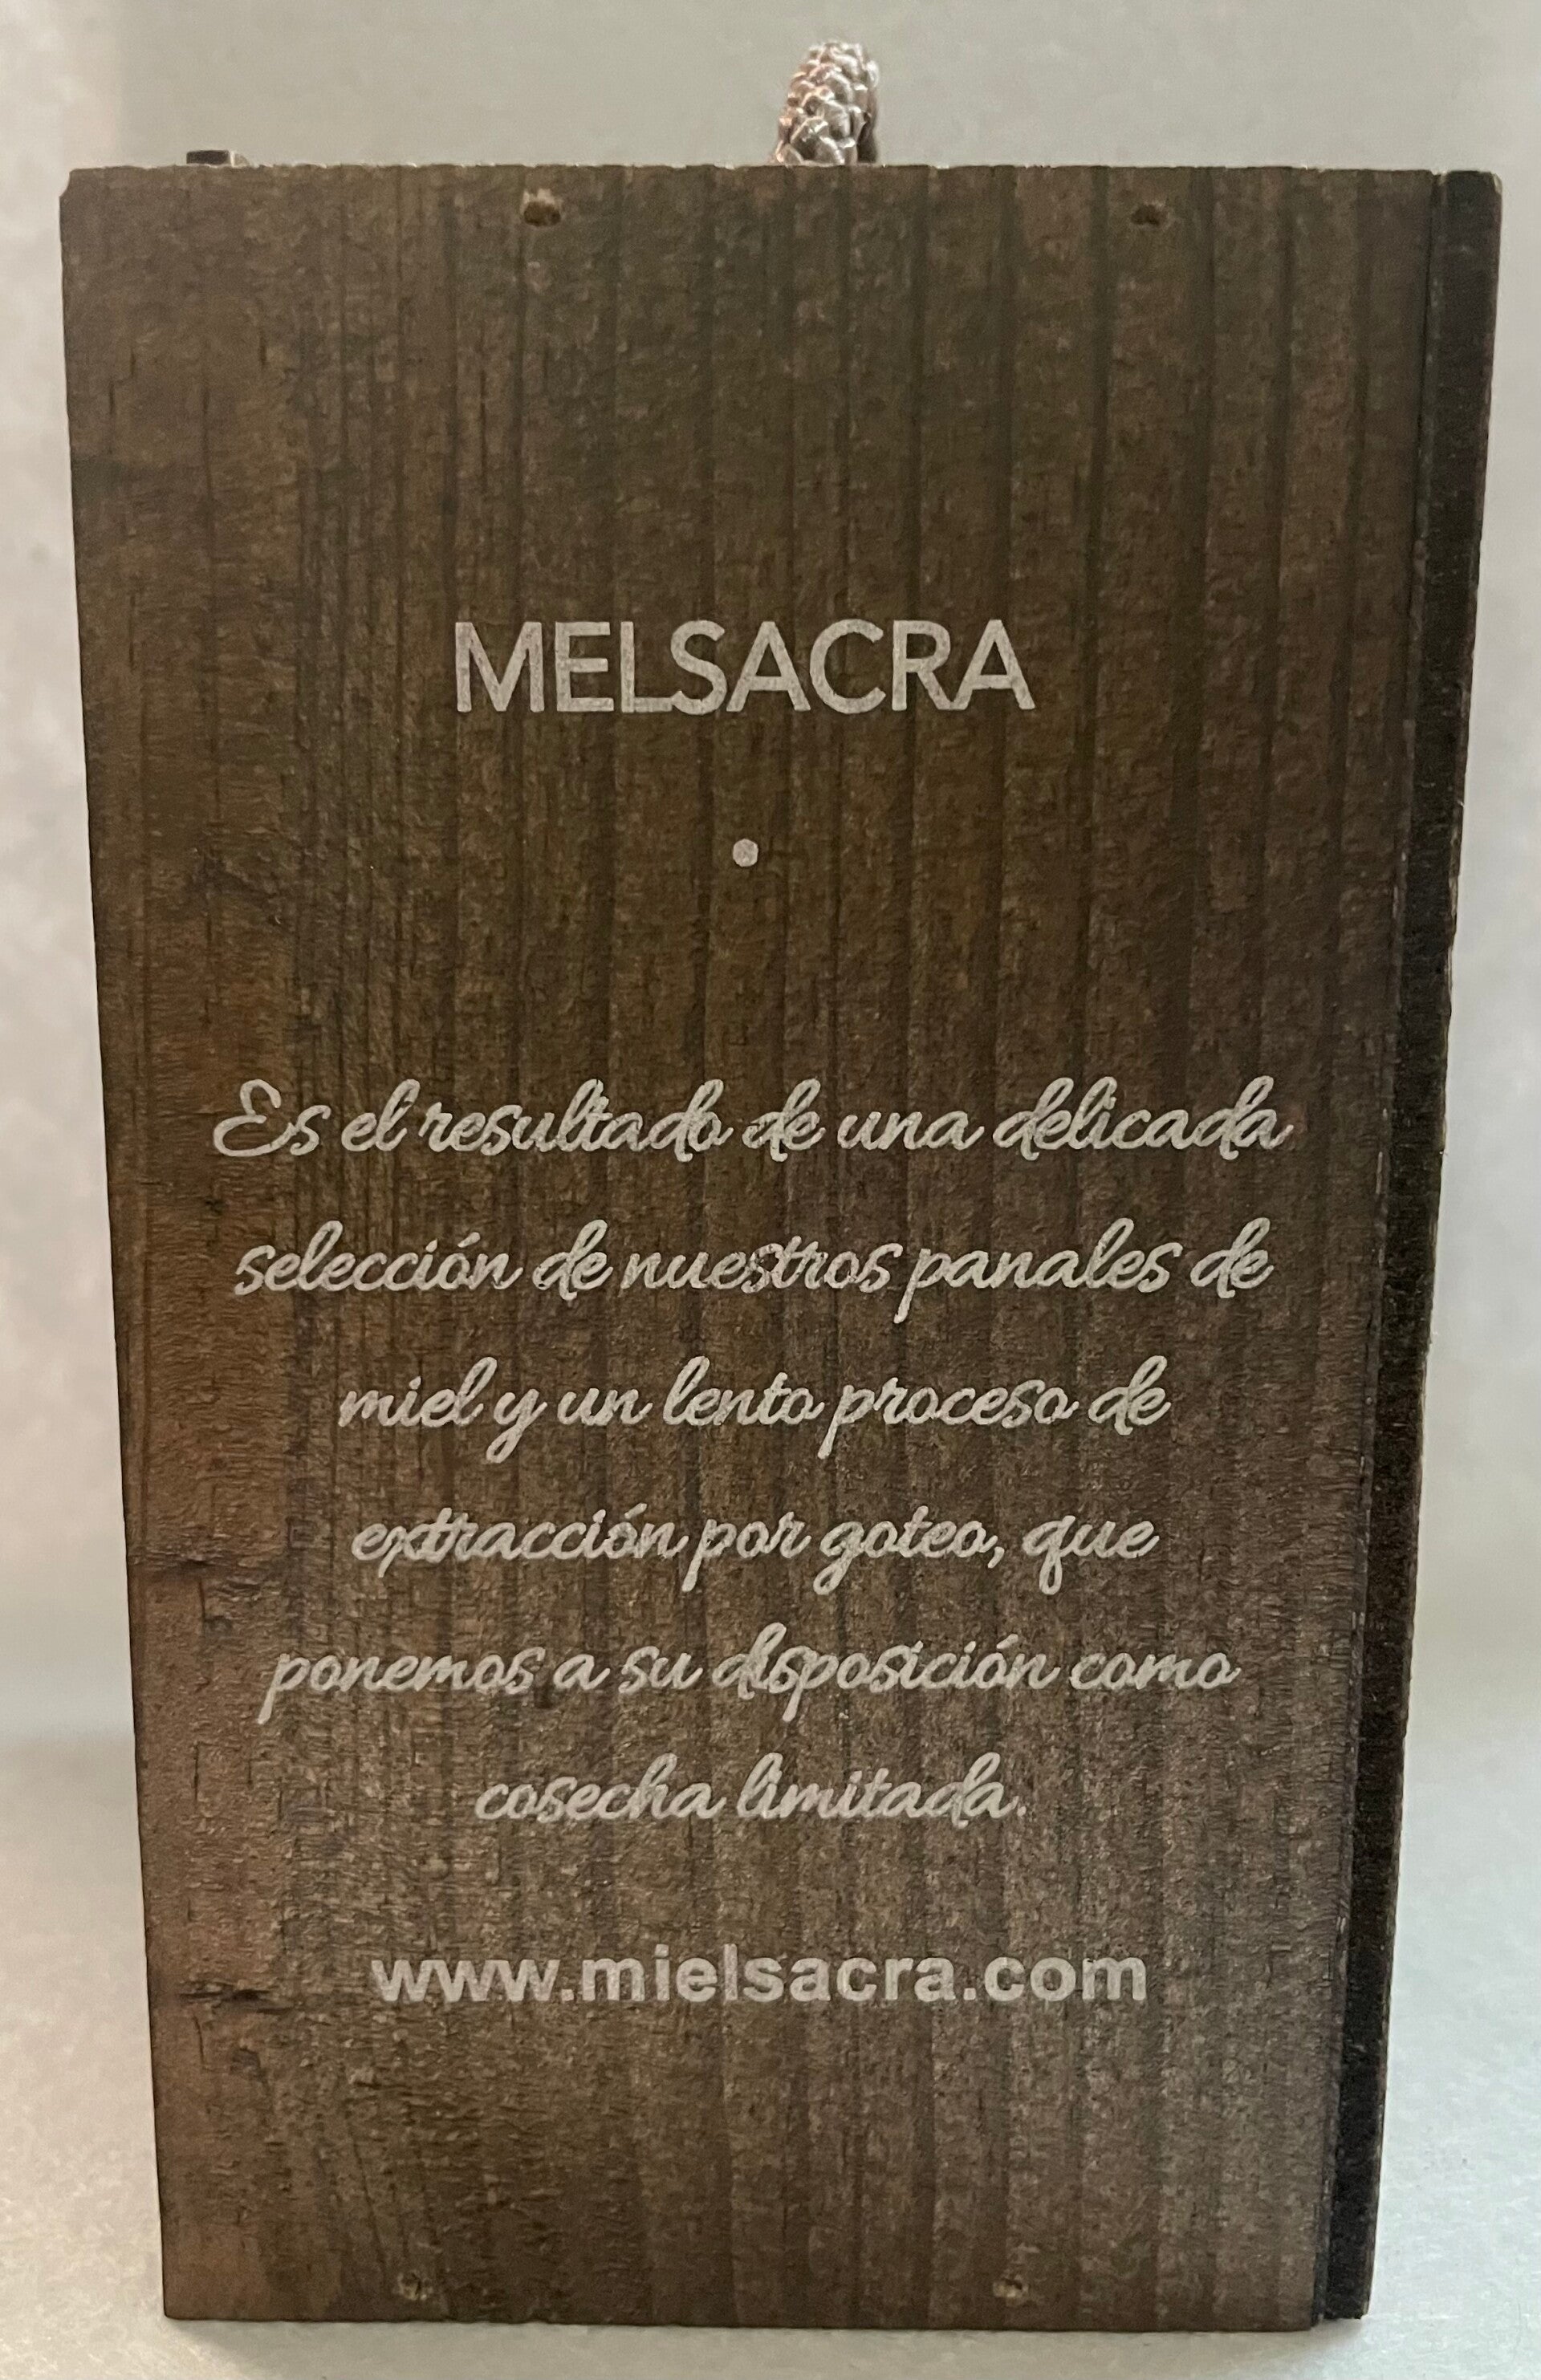 MELSACRA
•
Es el resultado de una delicada
selección de nuestros panales de
miel y un lento proceso de
extracción por goteo, que
ponemos a su disposición como
cosecha limitada.
www.mielsacra.com